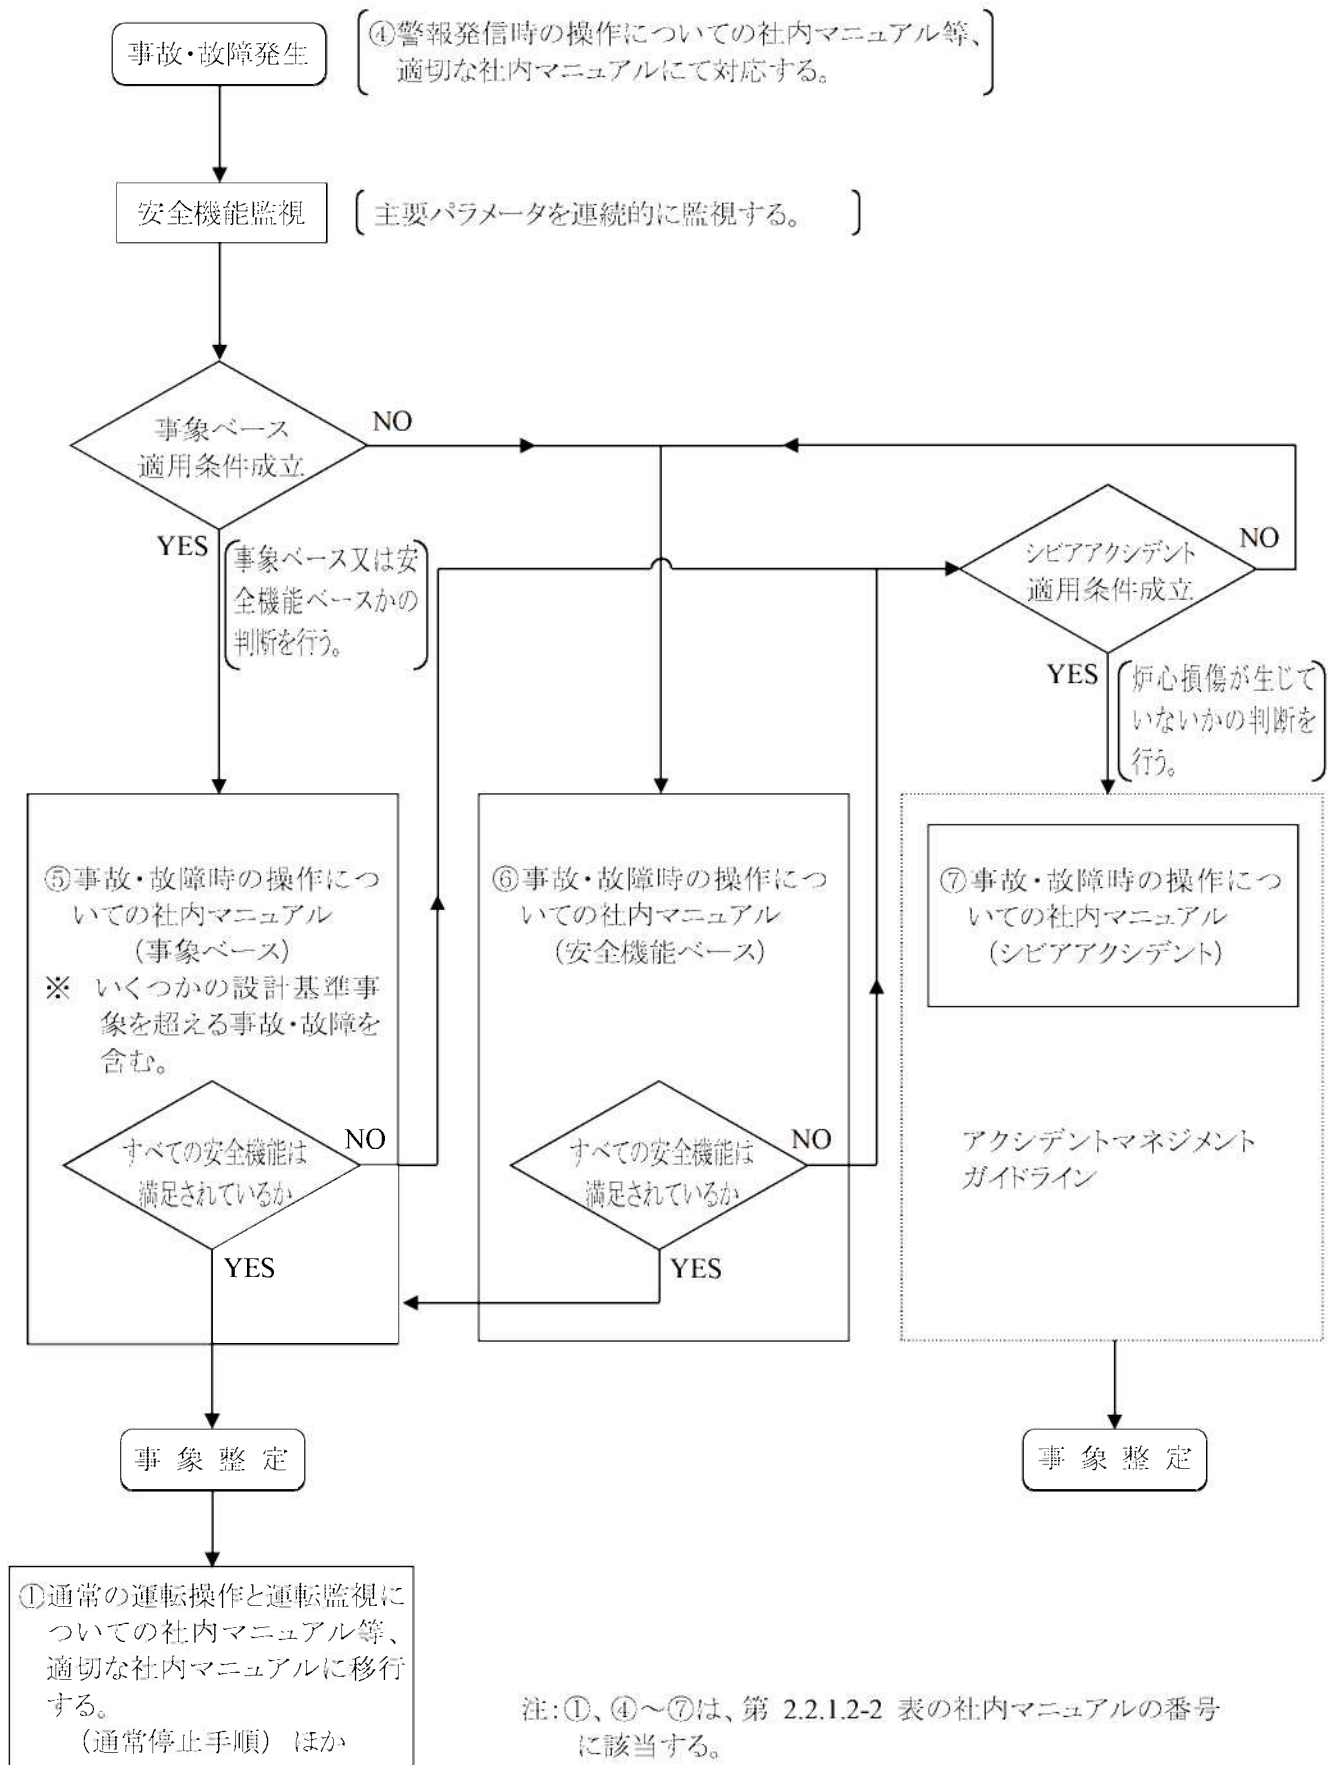 事故・故障発生
④警報発信時の操作についての社内マニュアル等、
適切な社内マニュアルにて対応する。
安全機能監視
主要パラメータを連続的に監視する。
事象ベース
適用条件成立
NO
YES
事象ベース又は安
全機能ベースかの
判断を行う。
シビアアクシデント
適用条件成立
NO
YES
炉心損傷が生じて
いないかの判断を
行う。
⑤事故・故障時の操作につ
いての社内マニュアル
(事象ベース)
※ いくつかの設計基準事
象を超える事故・故障を
含む。
すべての安全機能は
満足されているか
NO
YES
⑥事故・故障時の操作につ
いての社内マニュアル
(安全機能ベース)
すべての安全機能は
満足されているか
NO
YES
⑦事故・故障時の操作につ
いての社内マニュアル
(シビアアクシデント)
アクシデントマネジメント
ガイドライン
事 象 整 定
事 象 整 定
①通常の運転操作と運転監視に
ついての社内マニュアル等、
適切な社内マニュアルに移行
する。
(通常停止手順) ほか
注:①、④～⑦は、第 2.2.1.2-2 表の社内マニュアルの番号
に該当する。